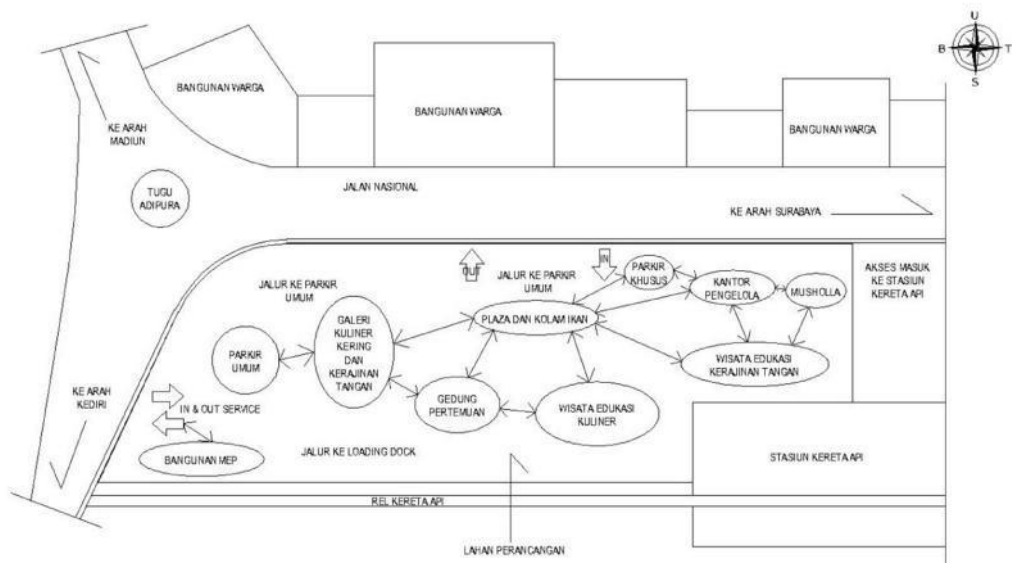 U
B
T
S
BANGUNAN WARGA
BANGUNAN WARGA
BANGUNAN WARGA
KE ARAH
MADIUN
TUGU
ADIPURA
JALAN NASIONAL
KE ARAH SURABAYA
OUT
IN
JALUR KE PARKIR
UMUM
JALUR KE PARKIR
UMUM
PARKIR
KHUSUS
KANTOR
PENGELOLA
MUSHOLLA
AKSES MASUK
KE STASIUN
KERETA API
GALERI
KULINER
KERING
DAN
KERAJINAN
TANGAN
PLAZA DAN KOLAM IKAN
PARKIR
UMUM
WISATA EDUKASI
KERAJINAN TANGAN
KE ARAH
KEDIRI
IN & OUT SERVICE
GEDUNG
PERTEMUAN
WISATA EDUKASI
KULINER
BANGUNAN MEP
JALUR KE LOADING DOCK
STASIUN KERETA API
REL KERETA API
LAHAN PERANCANGAN